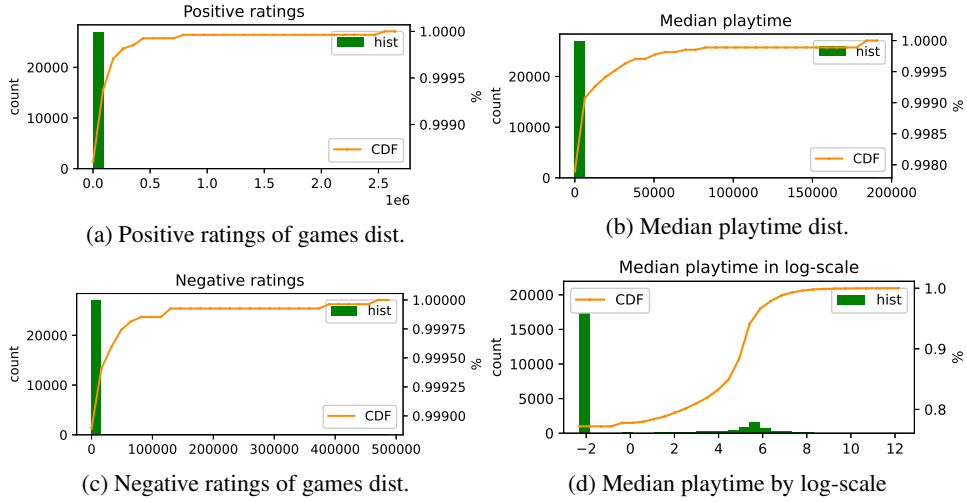 Positive ratings
count
20000
10000
0
0.0
0.5
1.0
1.5
2.0
2.5
1e6
1.0000
0.9995
0.9990
%
hist
CDF
(a) Positive ratings of games dist.
Median playtime
count
20000
10000
0
0
50000
100000
150000
200000
1.0000
0.9995
0.9990
0.9985
0.9980
%
hist
CDF
(b) Median playtime dist.
Negative ratings
count
20000
10000
0
0
100000
200000
300000
400000
500000
1.00000
0.99975
0.99950
0.99925
0.99900
%
hist
CDF
(c) Negative ratings of games dist.
Median playtime in log-scale
count
20000
15000
10000
5000
0
−2
0
2
4
6
8
10
12
1.0
0.9
0.8
%
CDF
hist
(d) Median playtime by log-scale